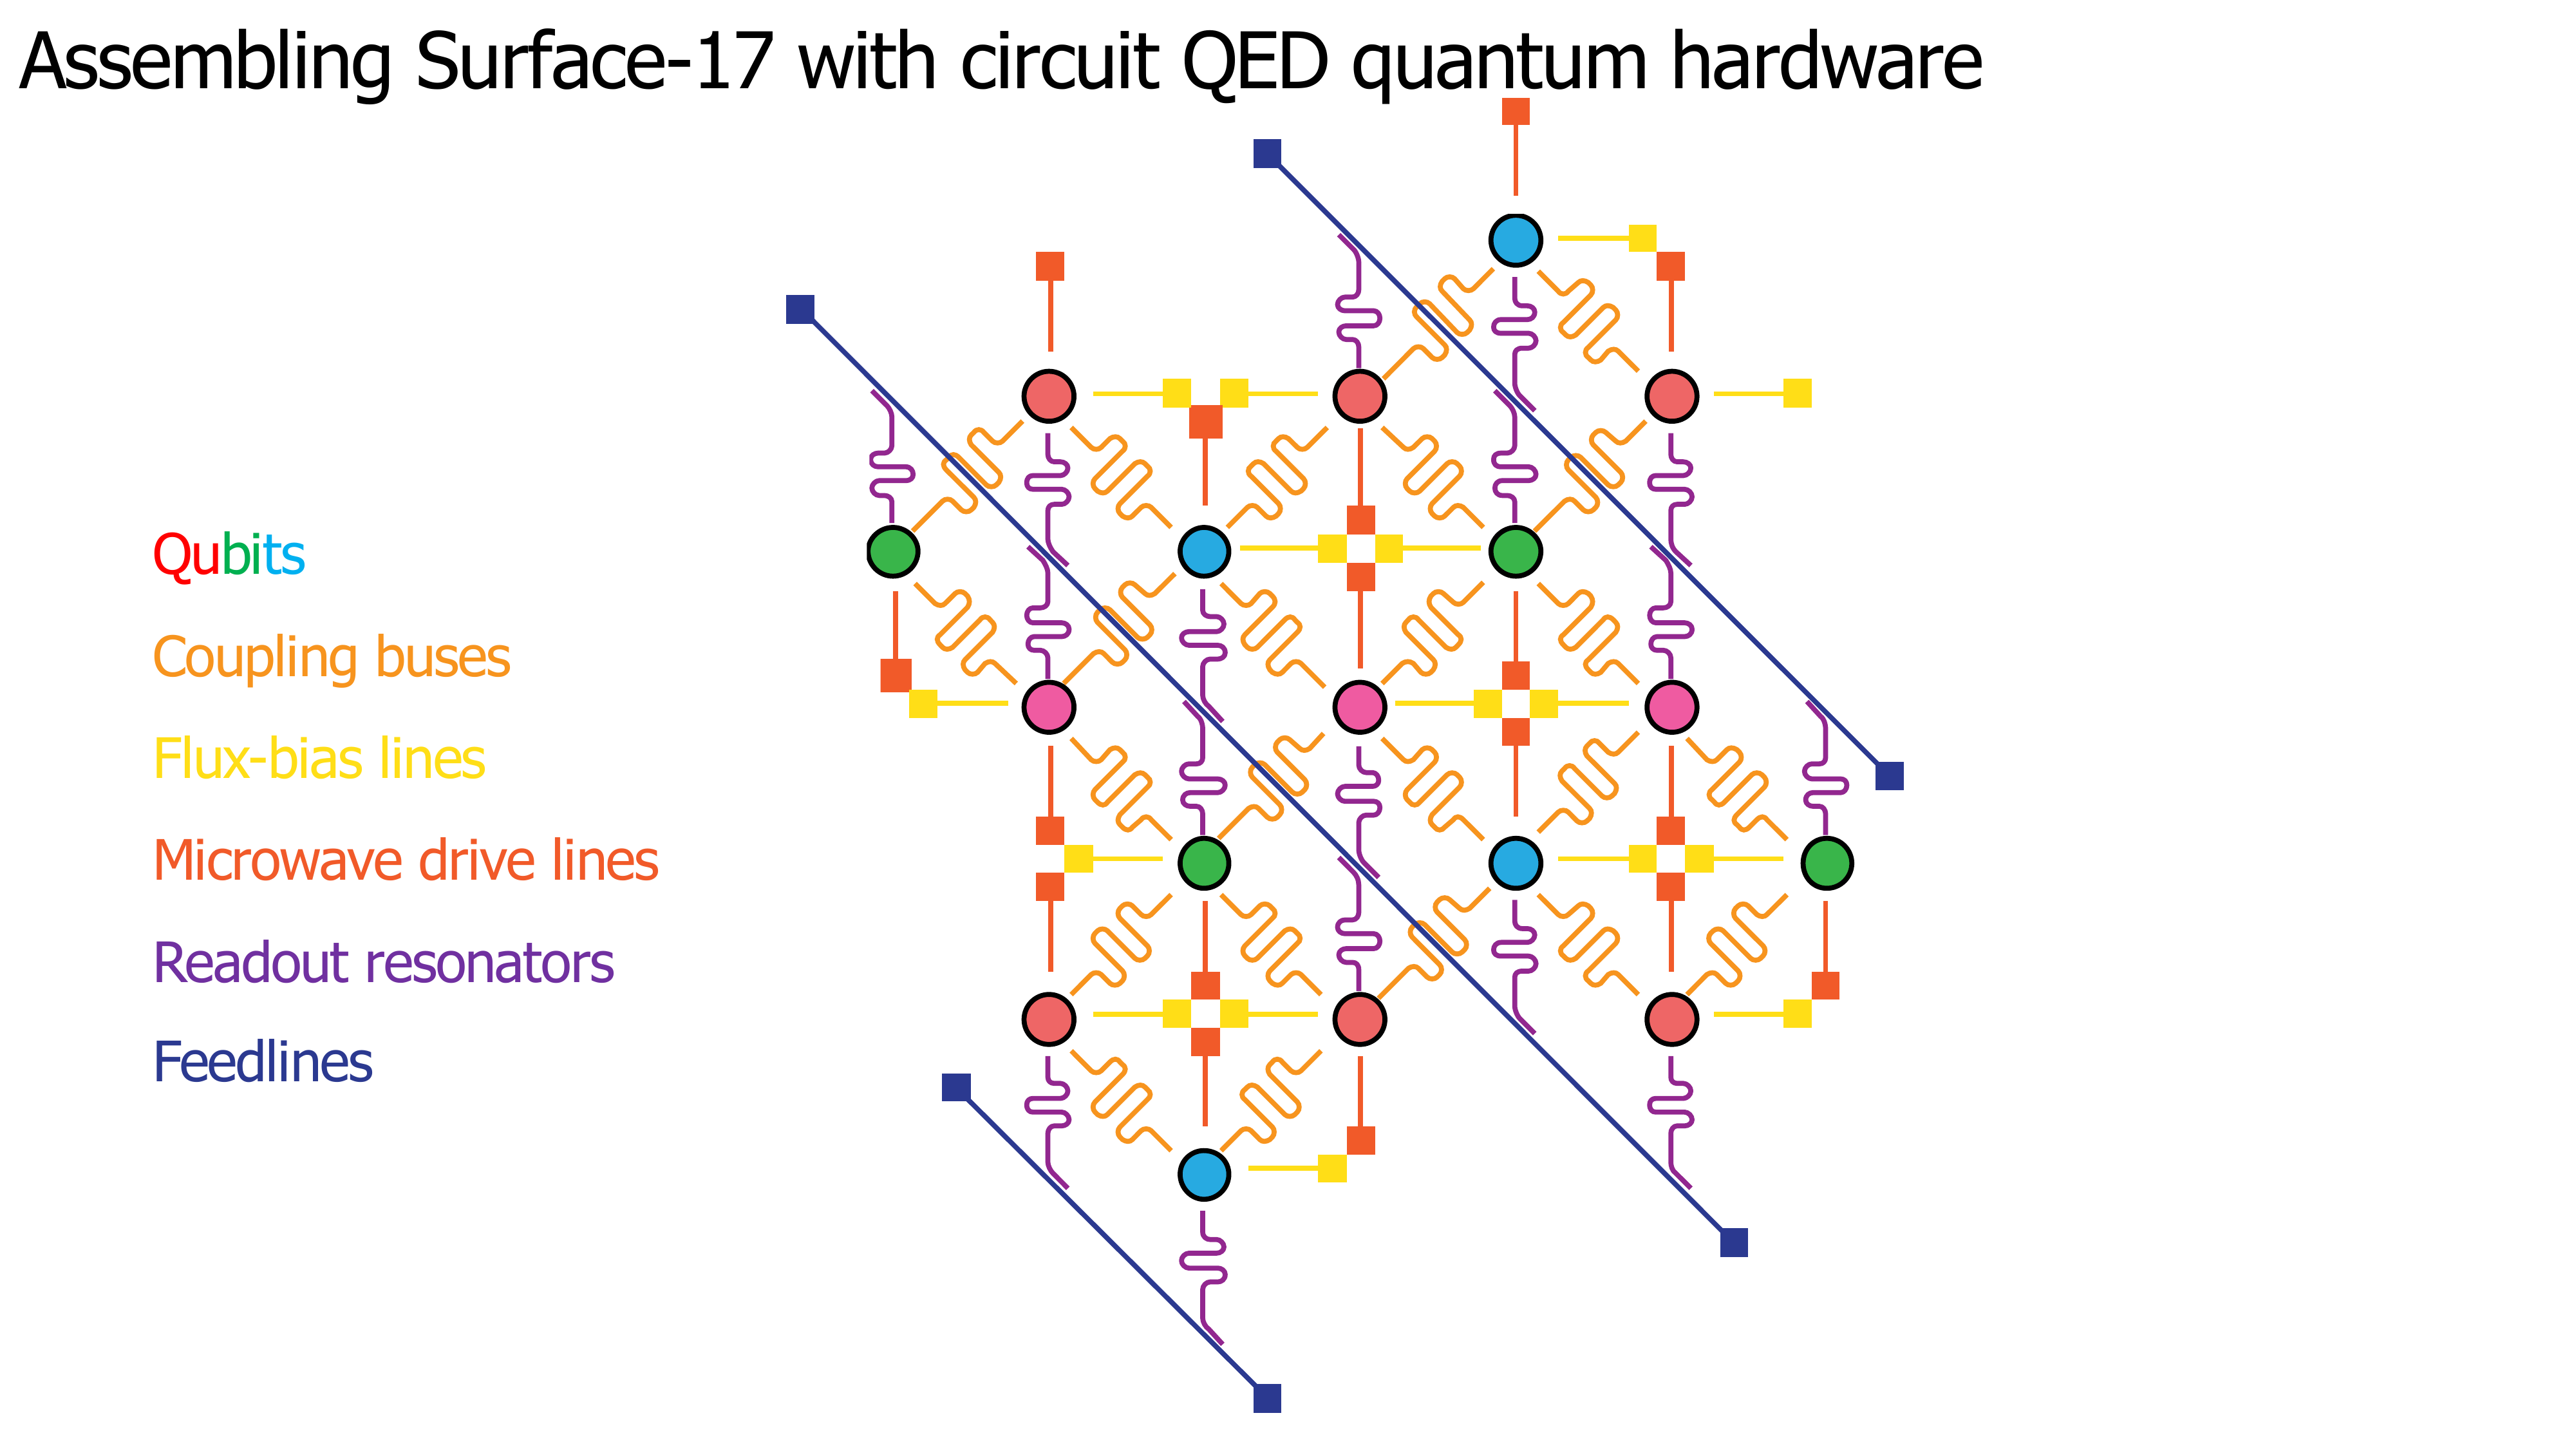 Assembling Surface-17 with circuit QED quantum hardware
Qubits
Coupling buses
Flux-bias lines
Microwave drive lines
Readout resonators
Feedlines